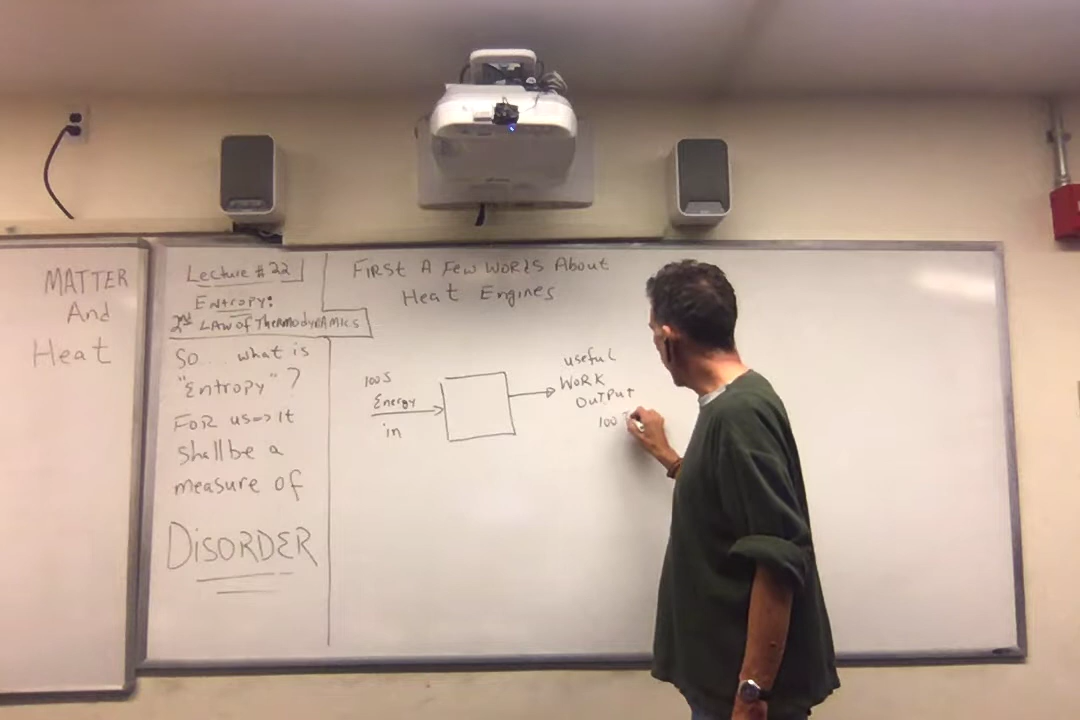 MATTER
And
Heat
Lecture #22
Entropy:
2nd LAW of ThermodynAMICS
So... what is
"Entropy"?
FOR us=>it
shall be a
measure of
DISORDER
FIRST A FEW WORDS About
Heat Engines
100J
Energy
in
useful
WORK
OUTPUT
100 J